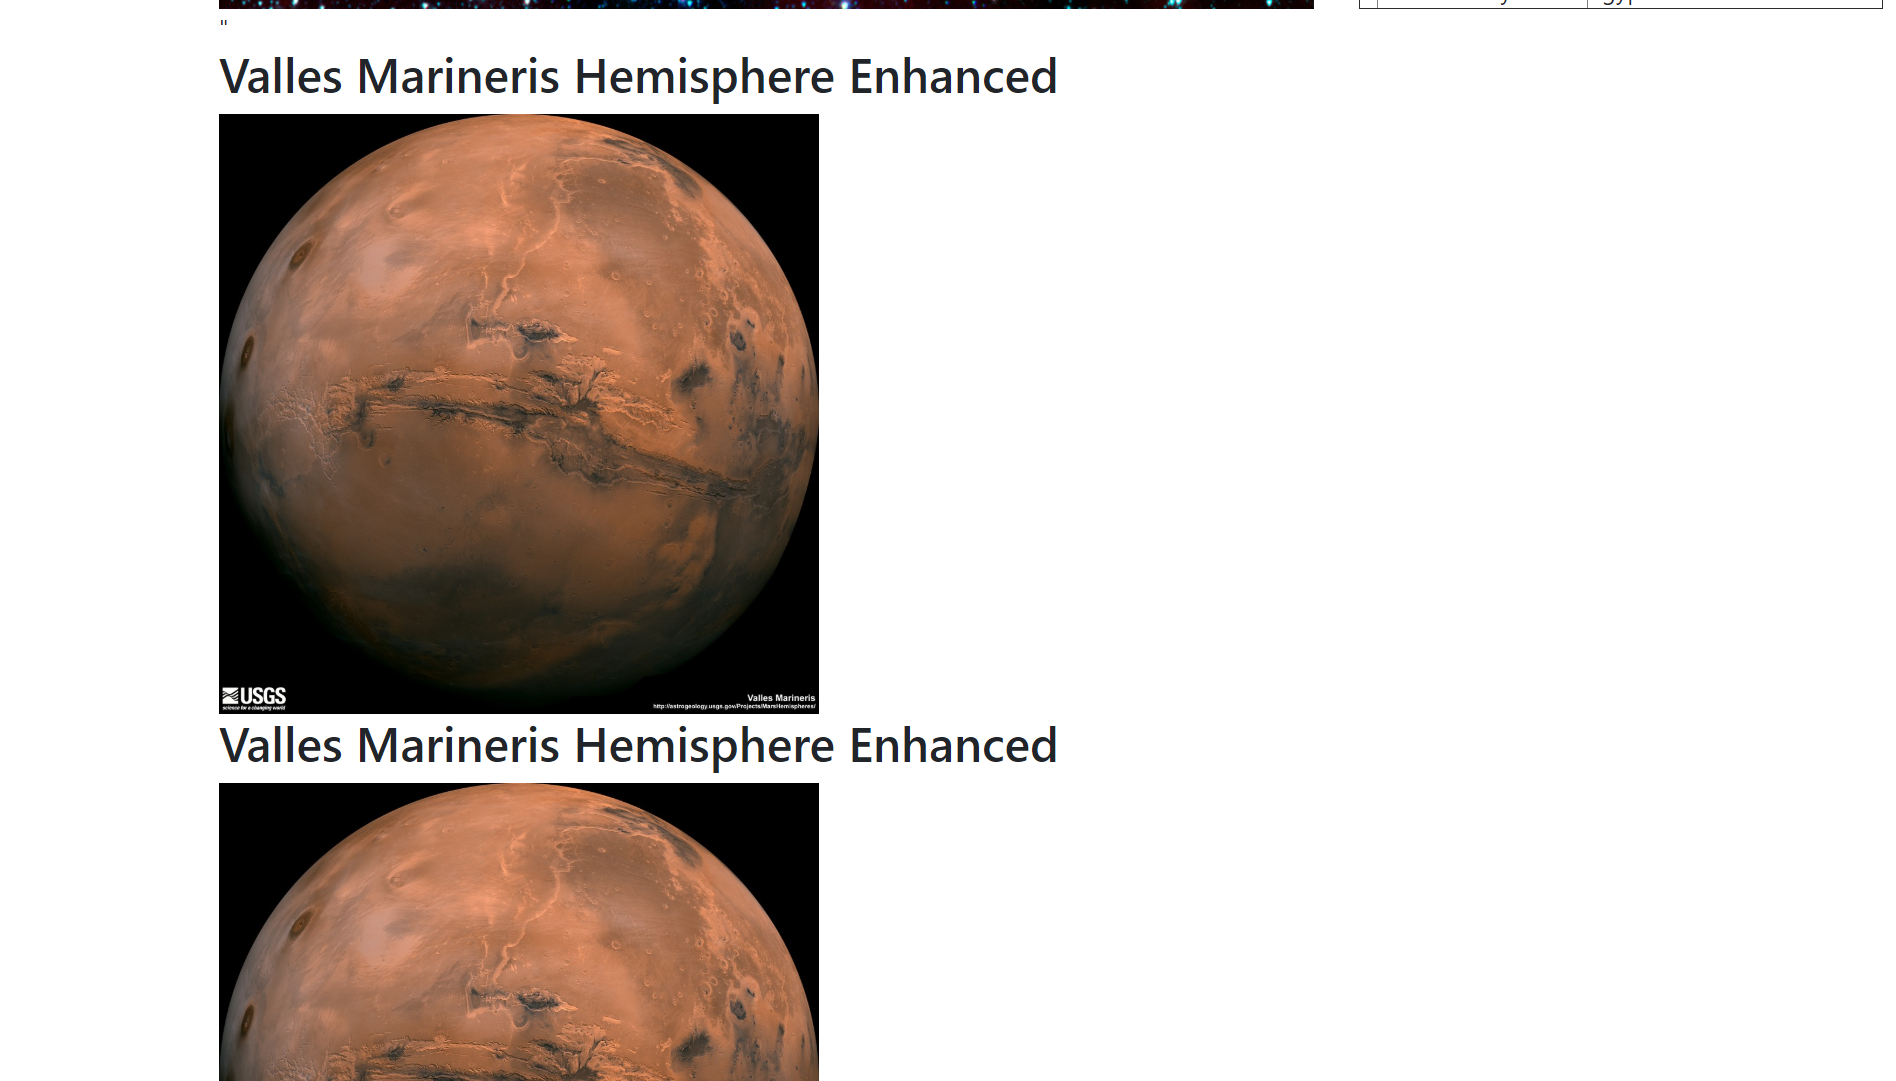 "
Valles Marineris Hemisphere Enhanced
USGS
science for a changing world
Valles Marineris
http://astrogeology.usgs.gov/Projects/MarsHemispheres/
Valles Marineris Hemisphere Enhanced